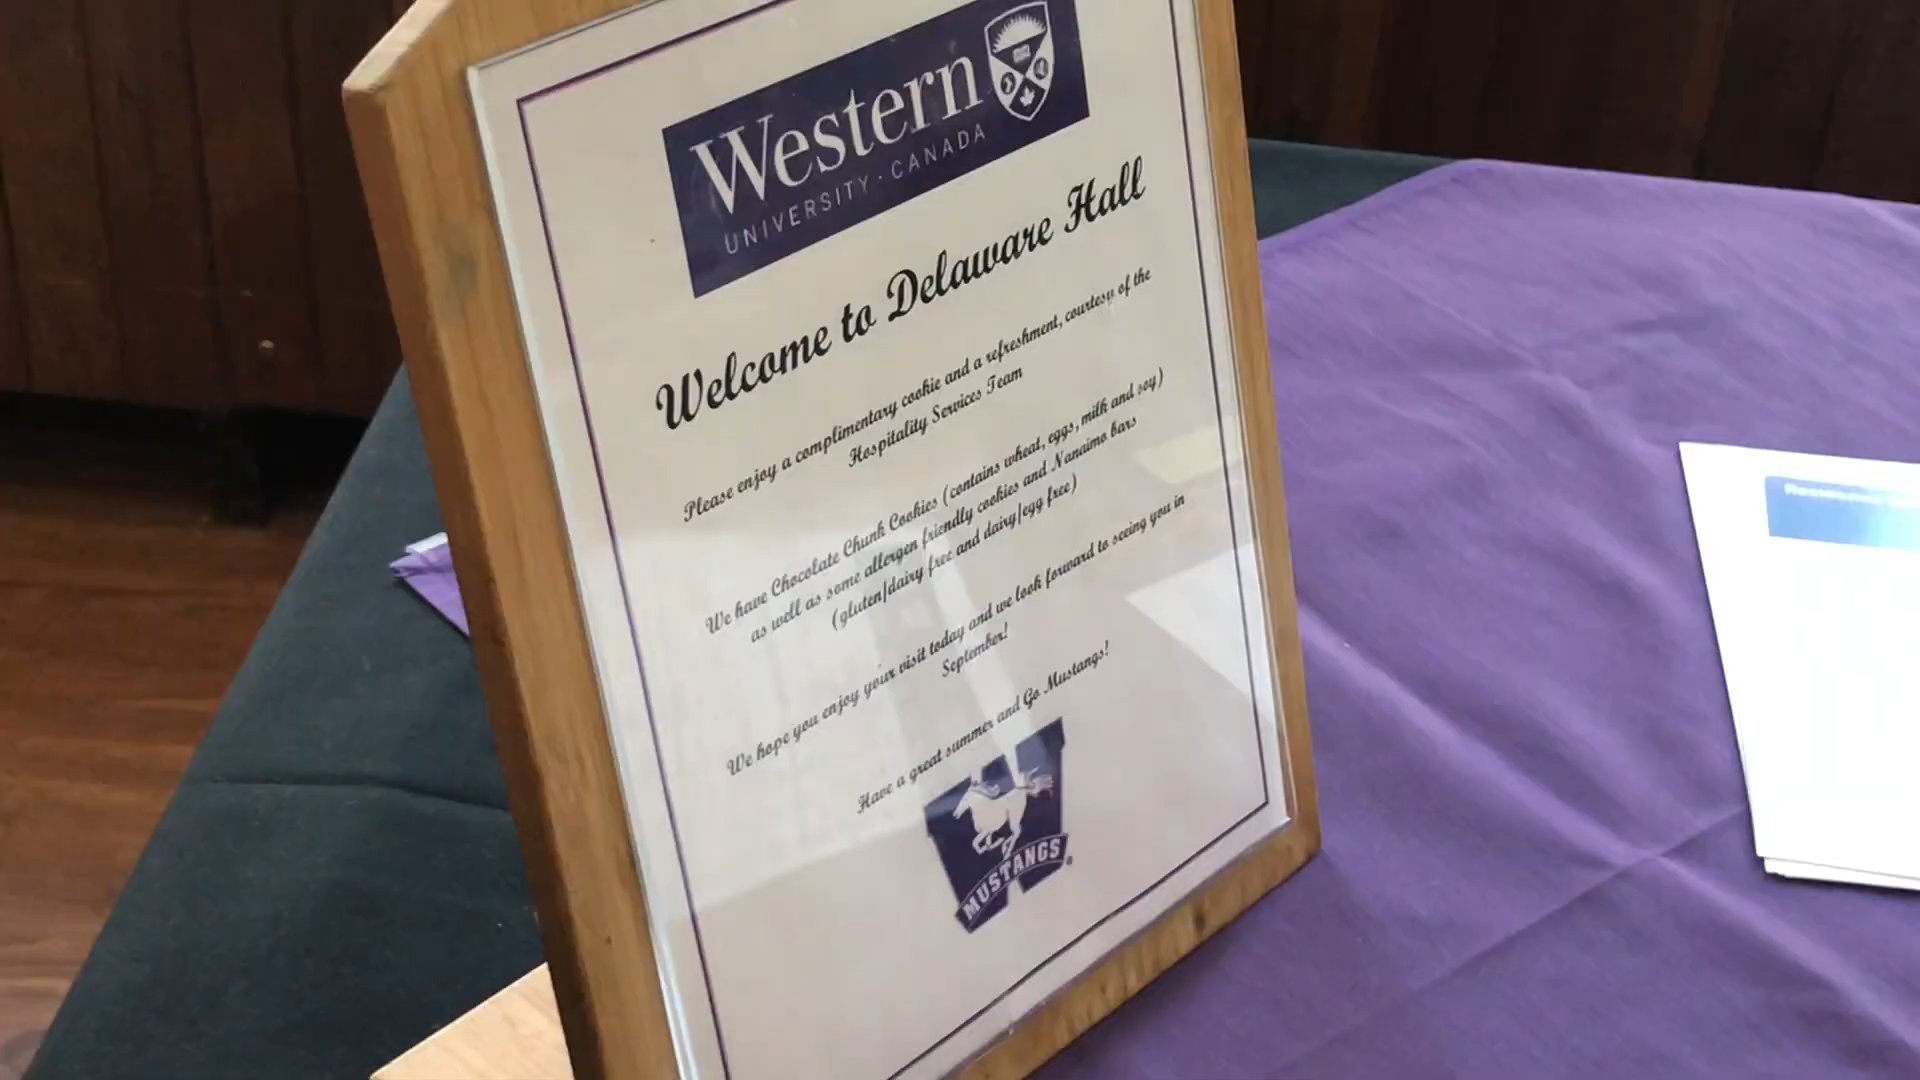 Western
UNIVERSITY · CANADA
Welcome to Delaware Hall
Please enjoy a complimentary cookie and a refreshment, courtesy of the
Hospitality Services Team
We have Chocolate Chunk Cookies (contains wheat, eggs, milk and soy)
as well as some allergen friendly cookies and Nanaimo bars
(gluten/dairy free and dairy/egg free)
We hope you enjoy your visit today and we look forward to seeing you in
September!
Have a great summer and Go Mustangs!
MUSTANGS